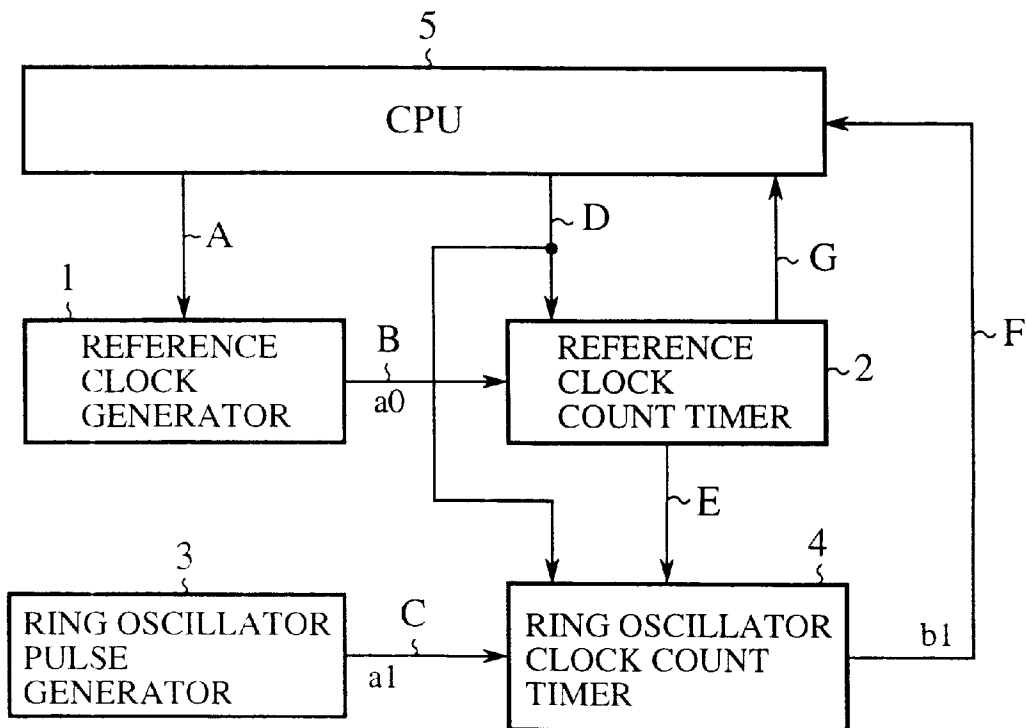 5
CPU
A
D
G
F
1
REFERENCE
CLOCK
GENERATOR
B
a0
REFERENCE
CLOCK
COUNT TIMER
2
E
3
RING OSCILLATOR
PULSE
GENERATOR
C
a1
4
RING OSCILLATOR
CLOCK COUNT
TIMER
b1